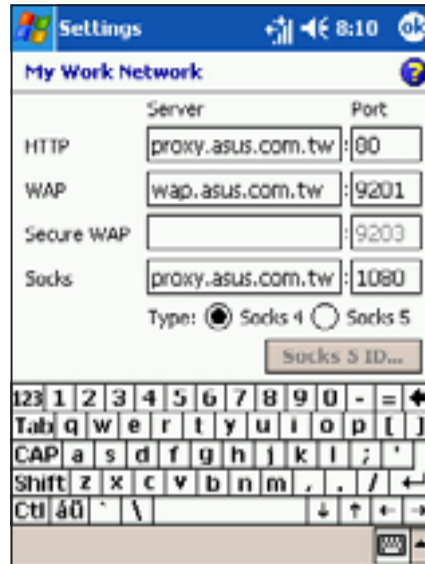 Settings 8:10 ok
My Work Network ?
Server Port
HTTP proxy.asus.com.tw : 80
WAP wap.asus.com.tw : 9201
Secure WAP : 9203
Socks proxy.asus.com.tw : 1080
Type: Socks 4 Socks 5
Socks 5 ID...
123 1 2 3 4 5 6 7 8 9 0 - =
Tab q w e r t y u i o p [ ]
CAP a s d f g h j k l ; '
Shift z x c v b n m , . /
Ctl áü ` \